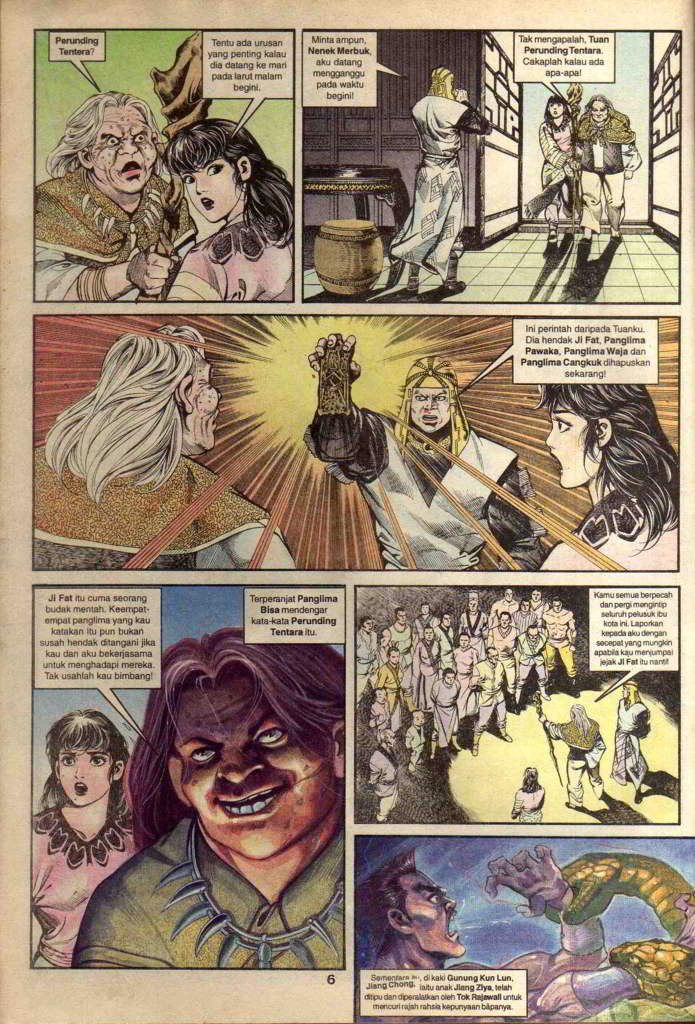 Perunding
Tentera?
Tentu ada urusan
yang penting kalau
dia datang ke mari
pada larut malam
begini.
Minta ampun,
Nenek Merbuk,
aku datang
mengganggu
pada waktu
begini!
Tak mengapalah, Tuan
Perunding Tentara.
Cakaplah kalau ada
apa-apa!
Ini perintah daripada Tuanku.
Dia hendak Ji Fat, Panglima
Pawaka, Panglima Waja dan
Panglima Cangkuk dihapuskan
sekarang!
Ji Fat itu cuma seorang
budak mentah. Keempat-
empat panglima yang kau
katakan itu pun bukan
susah hendak ditangani jika
kau dan aku bekerjasama
untuk menghadapi mereka.
Tak usahlah kau bimbang!
Terperanjat Panglima
Bisa mendengar
kata-kata Perunding
Tentara itu.
Kamu semua berpecah
dan pergi mengintip
seluruh pelusuk ibu
kota ini. Laporkan
kepada aku dengan
secepat yang mungkin
apabila kau menjumpai
jejak Ji Fat itu nanti!
Sementara itu, di kaki Gunung Kun Lun,
Jiang Chong, iaitu anak Jiang Ziya, telah
ditipu dan diperalatkan oleh Tok Rajawali untuk
mencuri rajah rahsia kepunyaan bapanya.
6